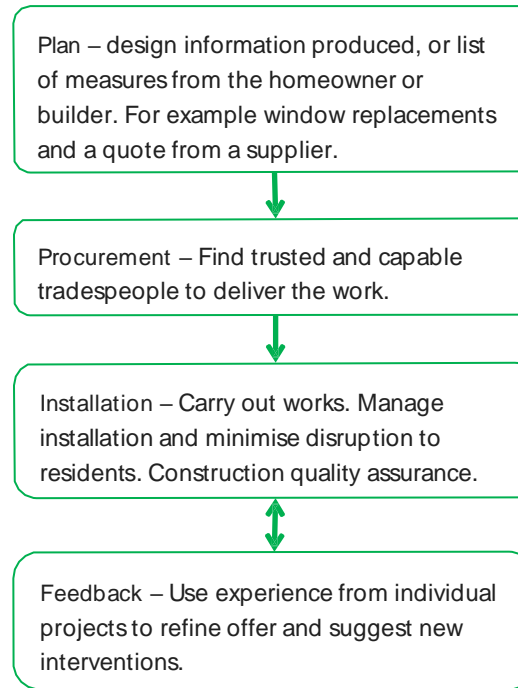 Plan – design information produced, or list
of measures from the homeowner or
builder. For example window replacements
and a quote from a supplier.
Procurement – Find trusted and capable
tradespeople to deliver the work.
Installation – Carry out works. Manage
installation and minimise disruption to
residents. Construction quality assurance.
Feedback – Use experience from individual
projects to refine offer and suggest new
interventions.